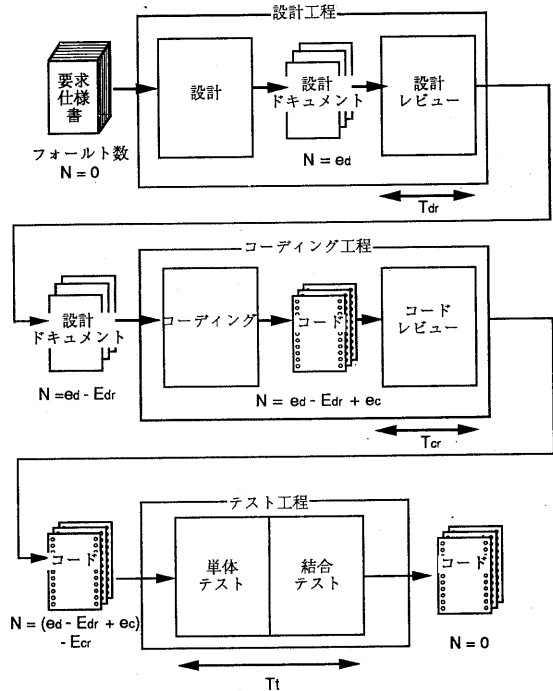 設計工程
要求
仕様
書
設計
設計
ドキュメント
設計
レビュー
フォールト数
N = 0
N = ed
Tdr
コーディング工程
設計
ドキュメント
コーディング
コード
コード
レビュー
N =ed - Edr
N = ed - Edr + ec
Tcr
テスト工程
コード
単体
テスト
結合
テスト
コード
N = (ed - Edr + ec)
- Ecr
N = 0
Tt